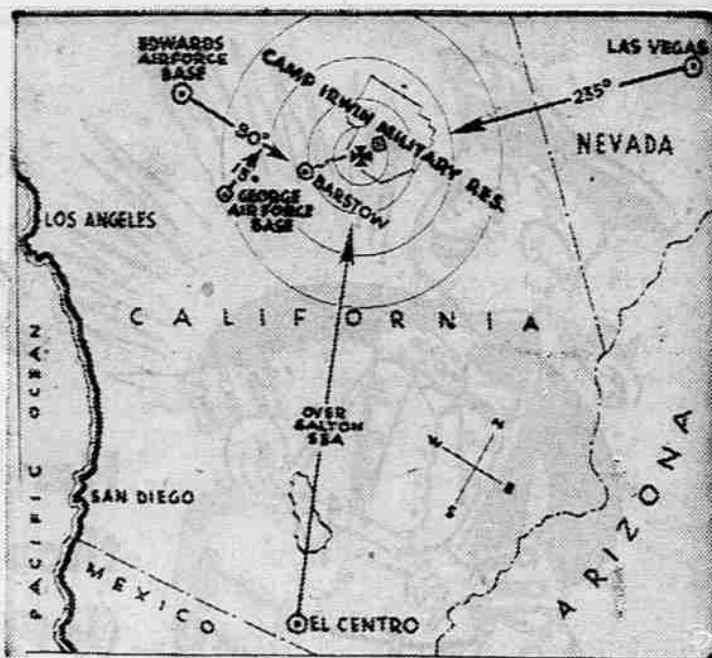 EDWARDS
AIRFORCE
BASE
LAS VEGAS
CAMP IRWIN MILITARY RES.
235°
80°
NEVADA
BARSTOW
15°
GEORGE
AIR FORCE
BASE
LOS ANGELES
CALIFORNIA
PACIFIC OCEAN
OVER
SALTON
SEA
N
W
E
S
ARIZONA
SAN DIEGO
MEXICO
EL CENTRO